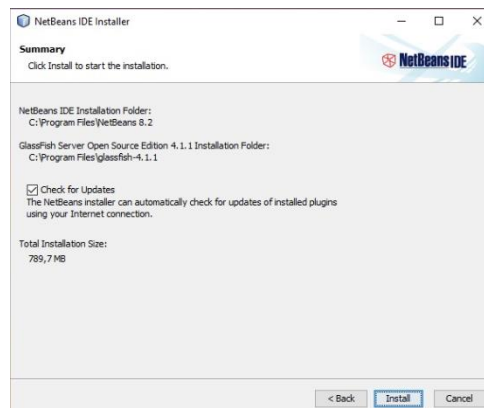 NetBeans IDE Installer
Summary
Click Install to start the installation.
NetBeans IDE
NetBeans IDE Installation Folder:
C:\Program Files\NetBeans 8.2
GlassFish Server Open Source Edition 4.1.1 Installation Folder:
C:\Program Files\glassfish-4.1.1
Check for Updates
The NetBeans installer can automatically check for updates of installed plugins
using your Internet connection.
Total Installation Size:
789,7 MB
< Back Install Cancel